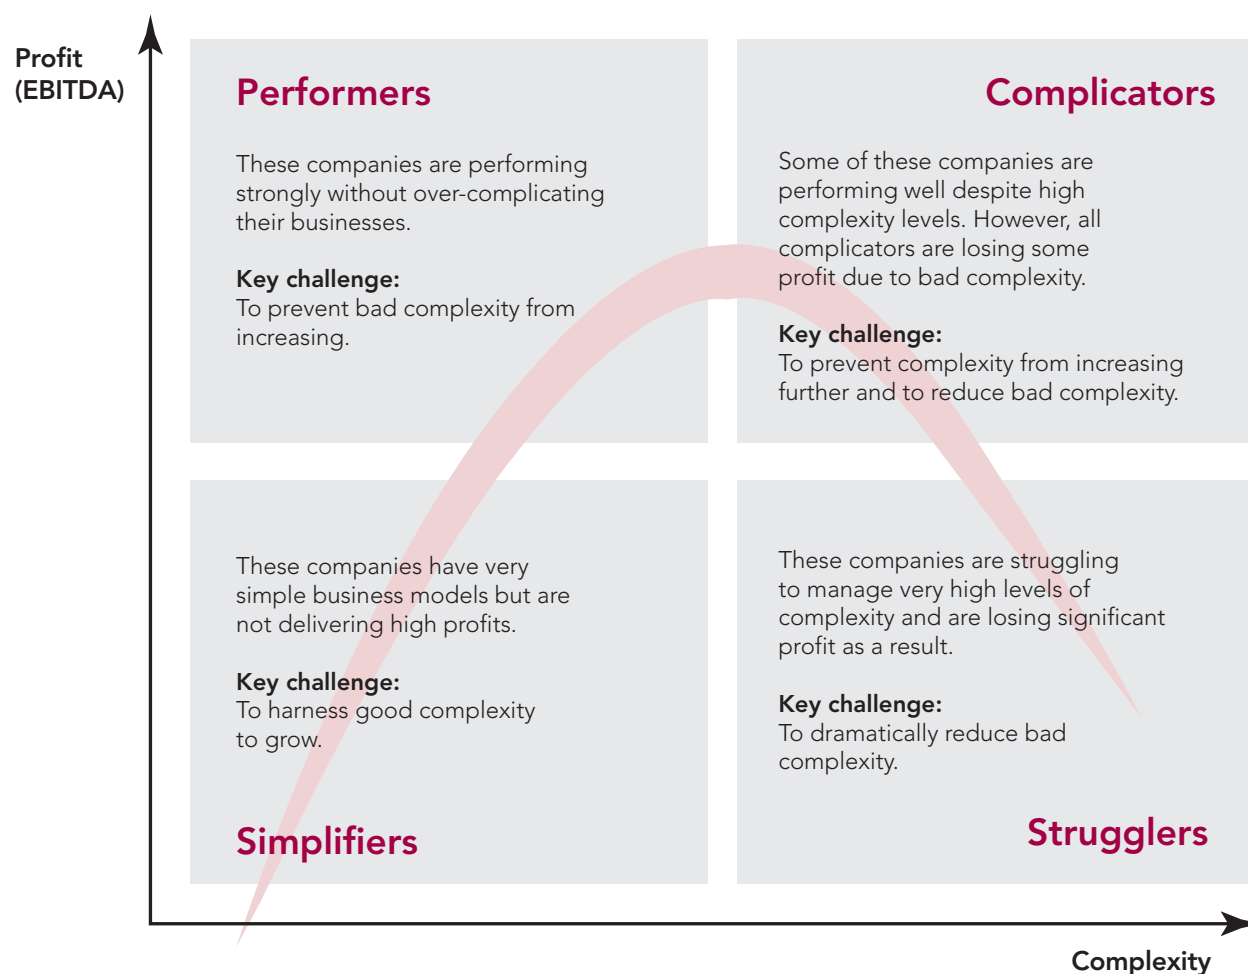 Profit
(EBITDA)
Performers
These companies are performing
strongly without over-complicating
their businesses.
Key challenge:
To prevent bad complexity from
increasing.
Complicators
Some of these companies are
performing well despite high
complexity levels. However, all
complicators are losing some
profit due to bad complexity.
Key challenge:
To prevent complexity from increasing
further and to reduce bad complexity.
These companies have very
simple business models but are
not delivering high profits.
Key challenge:
To harness good complexity
to grow.
Simplifiers
These companies are struggling
to manage very high levels of
complexity and are losing significant
profit as a result.
Key challenge:
To dramatically reduce bad
complexity.
Strugglers
Complexity